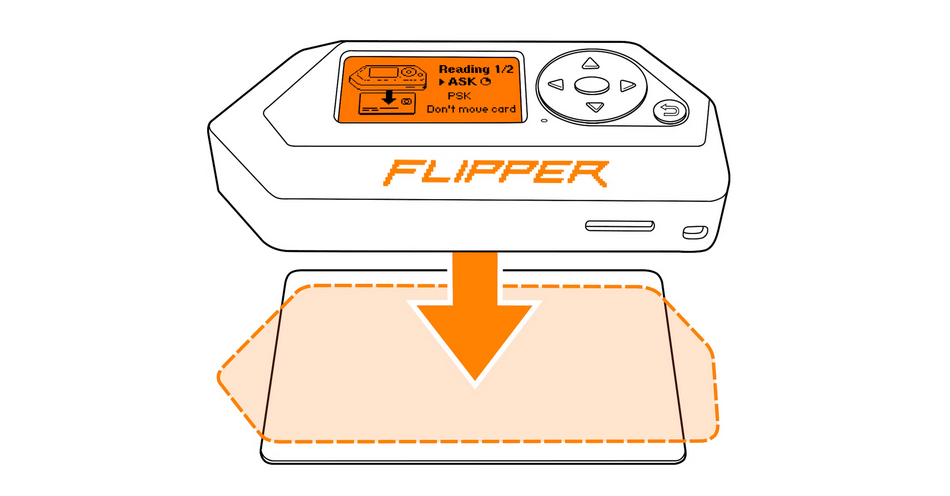 Reading 1/2
ASK
PSK
Don't move card
FLIPPER